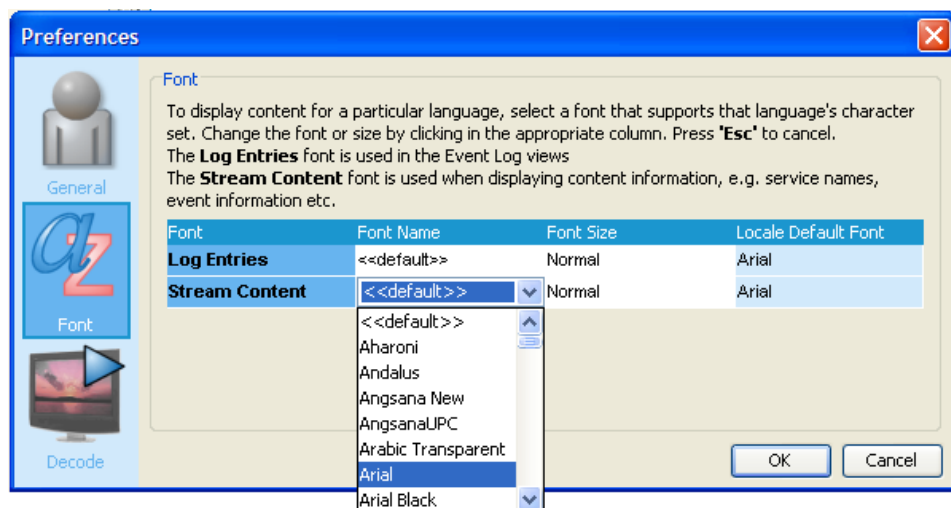 Preferences
General
Font
Decode
Font
To display content for a particular language, select a font that supports that language's character
set. Change the font or size by clicking in the appropriate column. Press 'Esc' to cancel.
The Log Entries font is used in the Event Log views
The Stream Content font is used when displaying content information, e.g. service names,
event information etc.
Font Font Name Font Size Locale Default Font
Log Entries <<default>> Normal Arial
Stream Content <<default>> Normal Arial
<<default>>
Aharoni
Andalus
Angsana New
AngsanaUPC
Arabic Transparent
Arial
Arial Black
OK Cancel